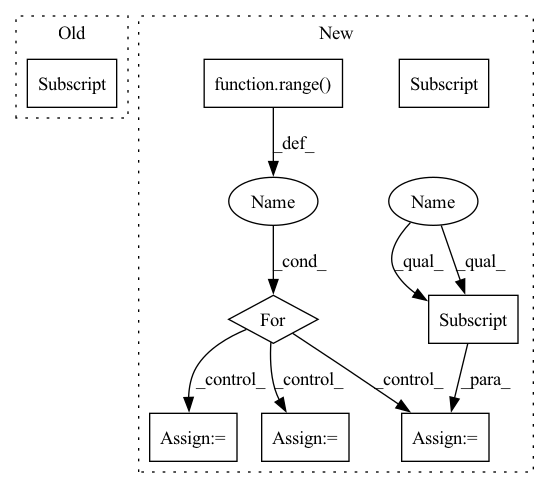 Old
New
Subscript
function.range()
Subscript
_def_
Name
Name
_cond_
_qual_
_qual_
For
Subscript
_control_
_control_
_control_
_para_
Assign:=
Assign:=
Assign:=